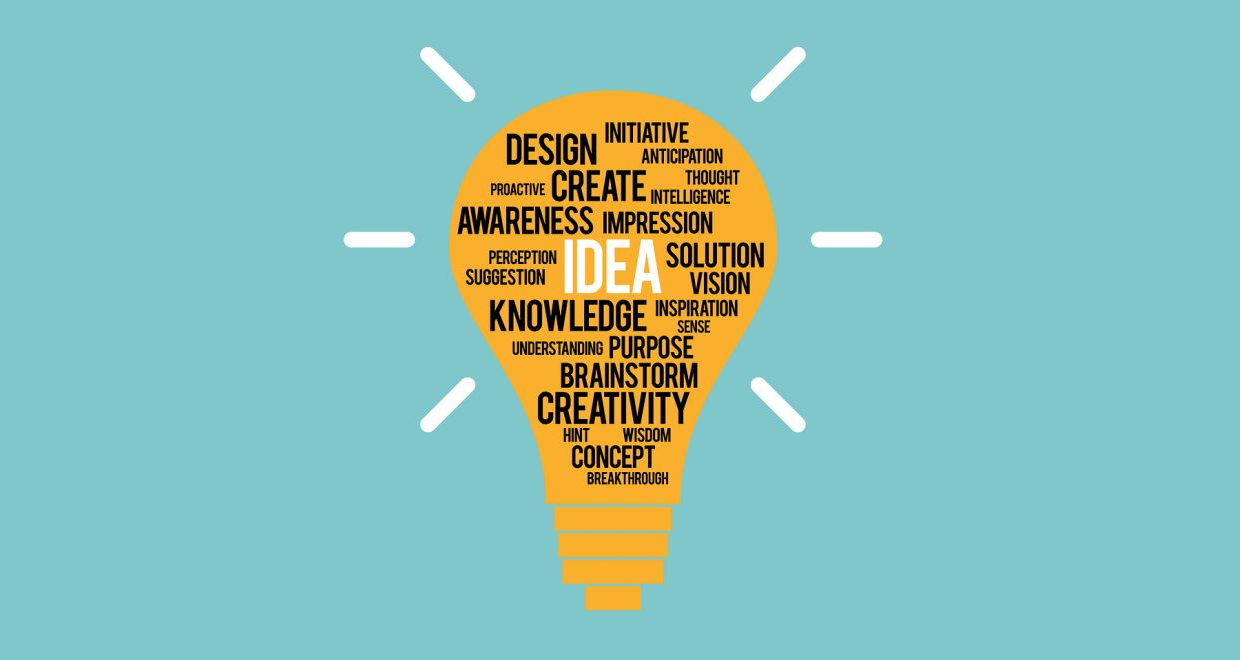 DESIGN INITIATIVE
ANTICIPATION
PROACTIVE CREATE THOUGHT
INTELLIGENCE
AWARENESS IMPRESSION
PERCEPTION IDEA SOLUTION
SUGGESTION VISION
KNOWLEDGE INSPIRATION
SENSE
UNDERSTANDING PURPOSE
BRAINSTORM
CREATIVITY
HINT WISDOM
CONCEPT
BREAKTHROUGH